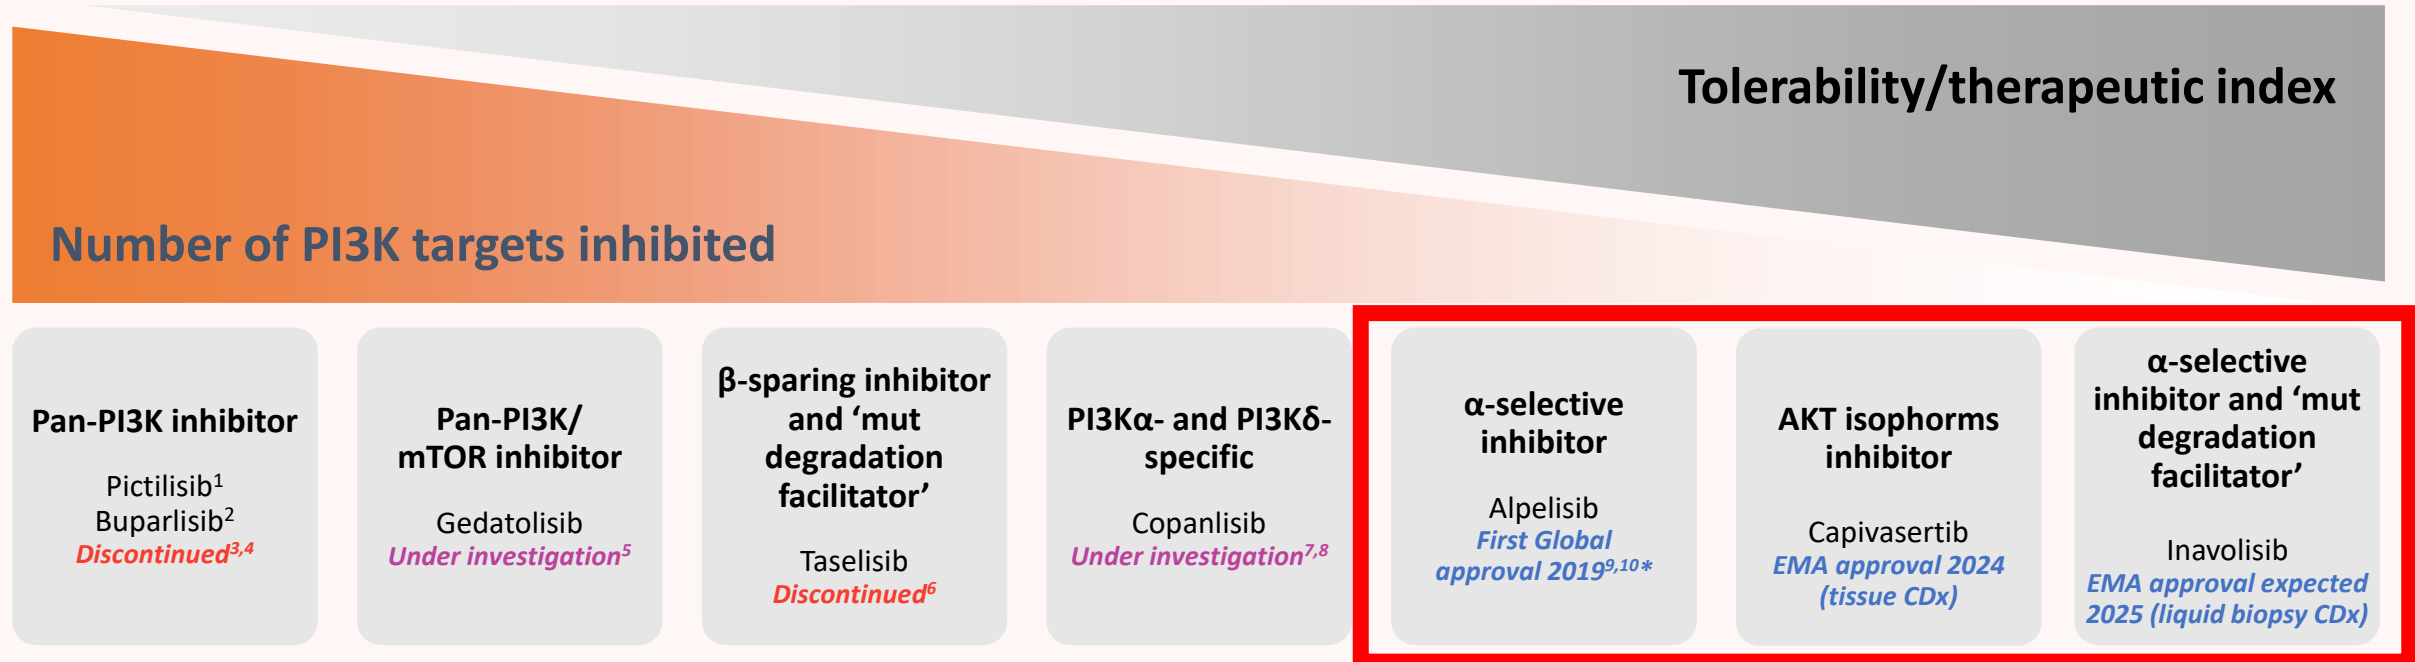 Tolerability/therapeutic index
Number of PI3K targets inhibited
Pan-PI3K inhibitor
Pictilisib¹
Buparlisib²
Discontinued³,⁴
Pan-PI3K/
mTOR inhibitor
Gedatolisib
Under investigation⁵
β-sparing inhibitor
and ‘mut
degradation
facilitator’
Taselisib
Discontinued⁶
PI3Kα- and PI3Kδ-
specific
Copanlisib
Under investigation⁷,⁸
α-selective
inhibitor
Alpelisib
First Global
approval 2019⁹,¹⁰*
AKT isophorms
inhibitor
Capivasertib
EMA approval 2024
(tissue CDx)
α-selective
inhibitor and ‘mut
degradation
facilitator’
Inavolisib
EMA approval expected
2025 (liquid biopsy CDx)